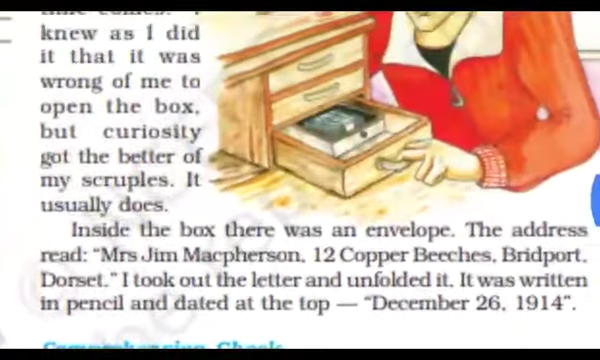 knew as I did
it that it was
wrong of me to
open the box,
but curiosity
got the better of
my scruples. It
usually does.
Inside the box there was an envelope. The address
read: “Mrs Jim Macpherson, 12 Copper Beeches, Bridport,
Dorset.” I took out the letter and unfolded it. It was written
in pencil and dated at the top — “December 26, 1914”.
Comprehension Check